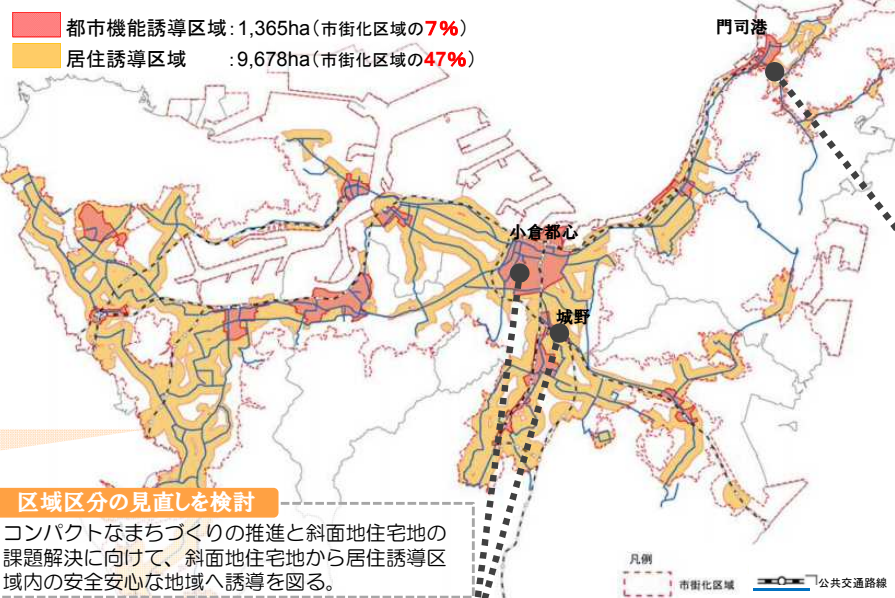 都市機能誘導区域：1,365ha（市街化区域の7%）
居住誘導区域　：9,678ha（市街化区域の47%）
門司港
小倉都心
城野
区域区分の見直しを検討
コンパクトなまちづくりの推進と斜面地住宅地の
課題解決に向けて、斜面地住宅地から居住誘導区
域内の安全安心な地域へ誘導を図る。
凡例
市街化区域
公共交通路線